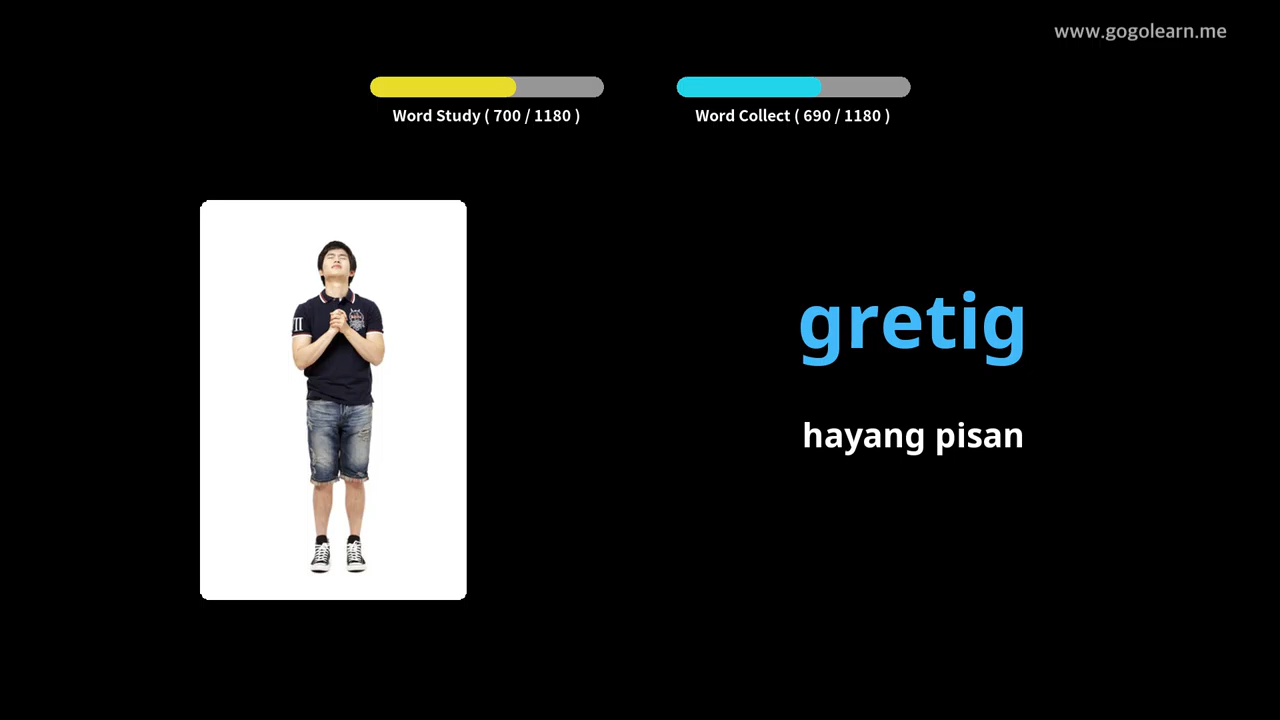 www.gogolearn.me
Word Study ( 700 / 1180 )
Word Collect ( 690 / 1180 )
gretig
hayang pisan